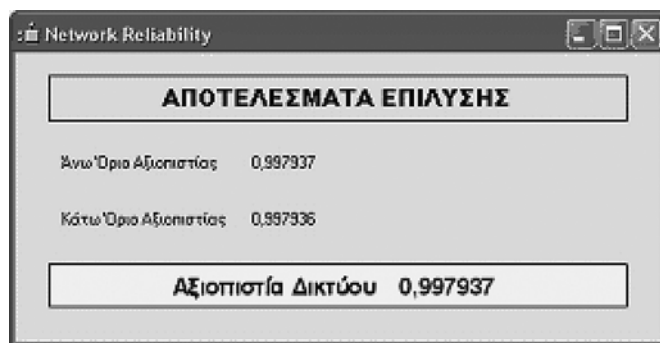 Network Reliability
ΑΠΟΤΕΛΕΣΜΑΤΑ ΕΠΙΛΥΣΗΣ
Άνω Όριο Αξιοπιστίας 0,997937
Κάτω Όριο Αξιοπιστίας 0,997936
Αξιοπιστία Δικτύου 0,997937